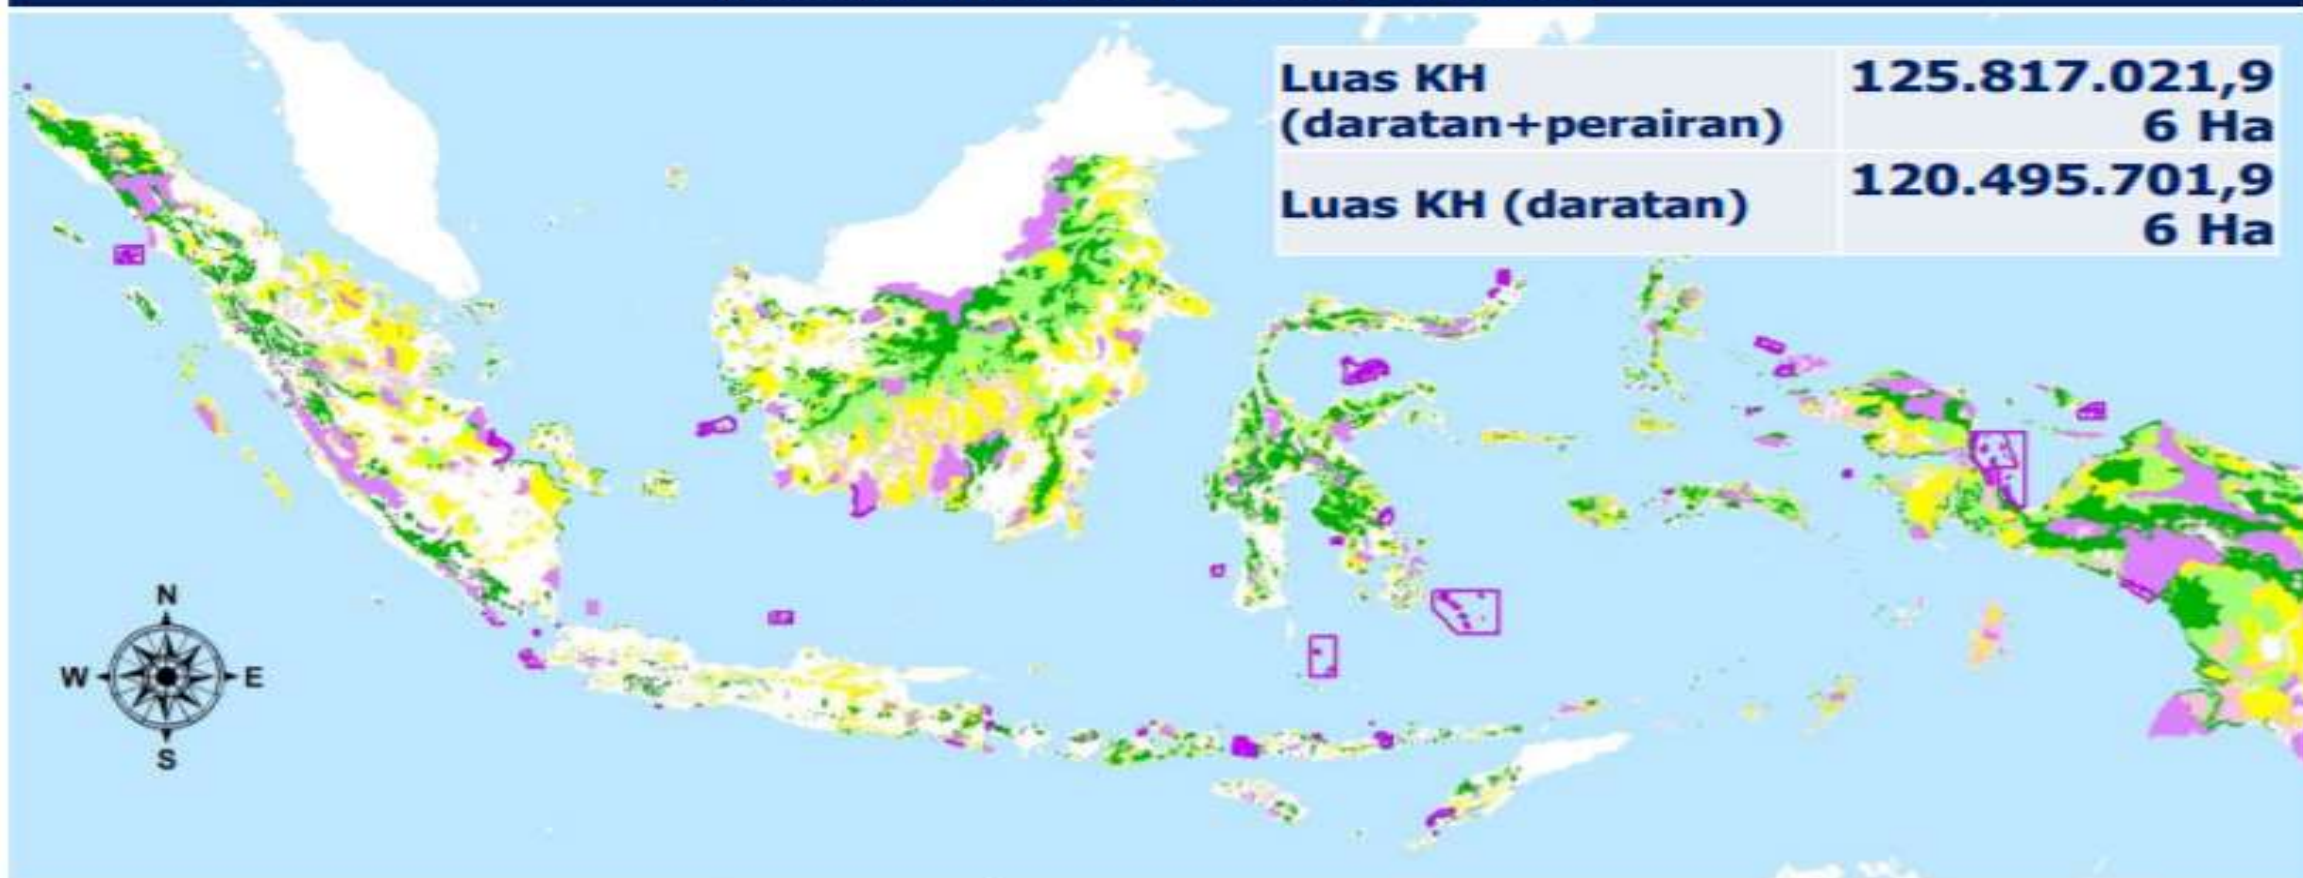 Luas KH
(daratan+perairan)
125.817.021,9
6 Ha
Luas KH (daratan)
120.495.701,9
6 Ha
N
W
E
S